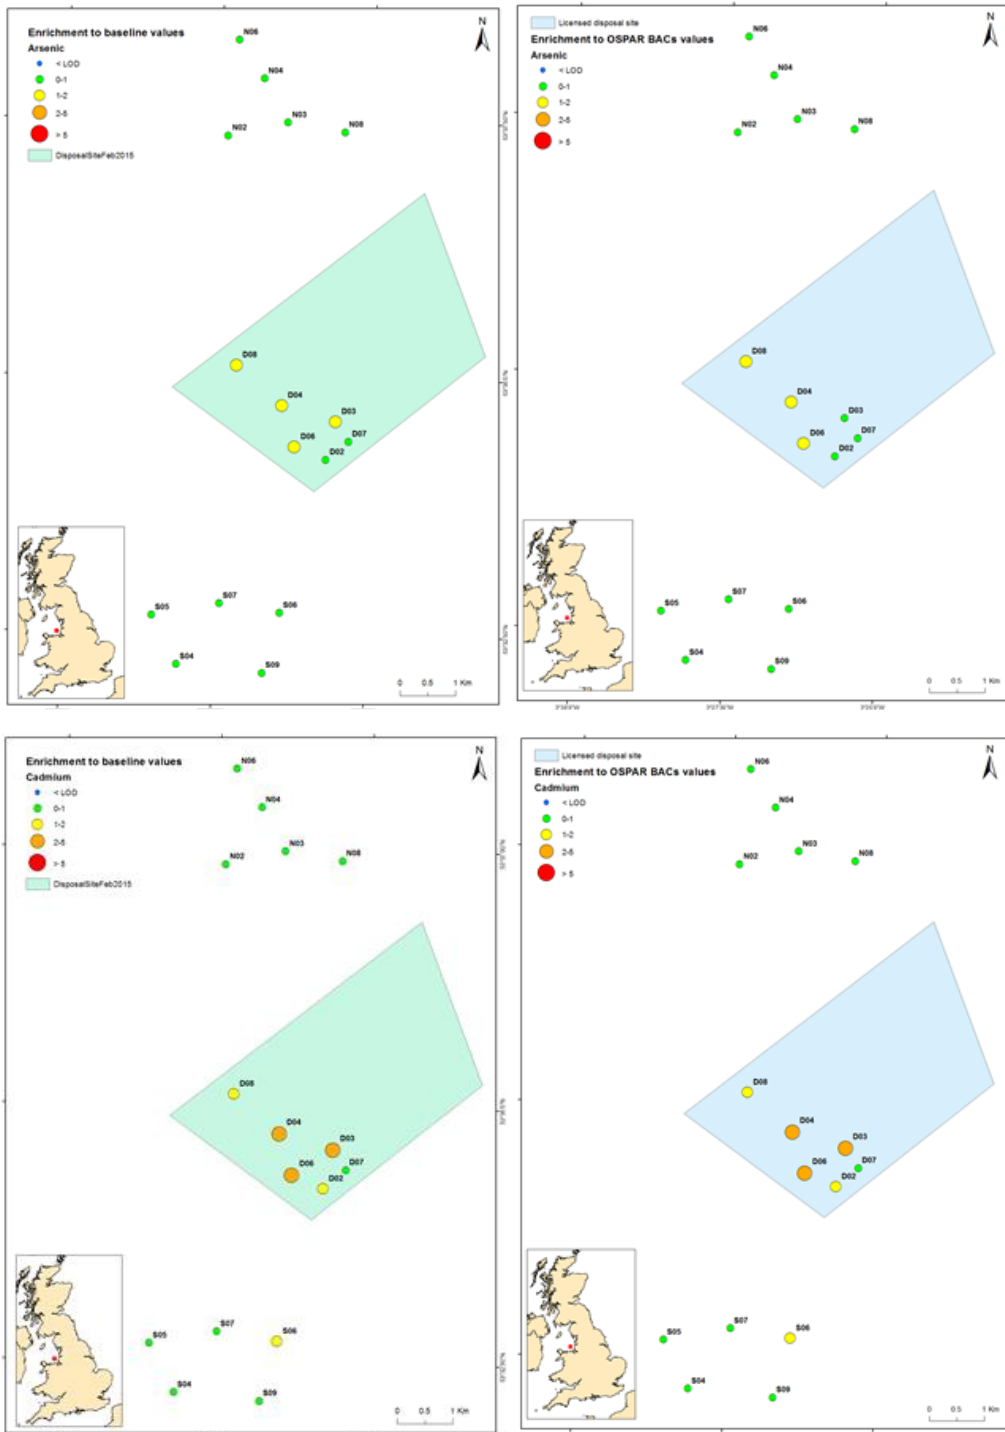 Enrichment to baseline values
Arsenic
< LOD
0-1
1-2
2-5
> 5
DisposalSiteFeb2015
N
N06
N04
N03
N02
N08
D08
D04
D03
D06
D07
D02
S07
S05
S06
S04
S09
0 0.5 1 Km
Licensed disposal site
Enrichment to OSPAR BACs values
Arsenic
< LOD
0-1
1-2
2-5
> 5
N
N06
N04
N03
N02
N08
D08
D04
D03
D07
D06
D02
S07
S05
S06
S04
S09
0 0.5 1 Km
Enrichment to baseline values
Cadmium
< LOD
0-1
1-2
2-5
> 5
DisposalSiteFeb2015
N
N06
N04
N03
N02
N08
D08
D04
D03
D06
D07
D02
S07
S05
S06
S04
S09
0 0.5 1 Km
Licensed disposal site
Enrichment to OSPAR BACs values
Cadmium
< LOD
0-1
1-2
2-5
> 5
N
N06
N04
N03
N02
N08
D08
D04
D03
D06
D07
D02
S07
S05
S06
S04
S09
0 0.5 1 Km